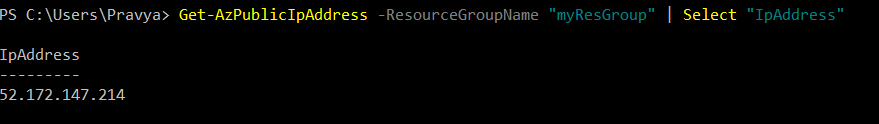 PS C:\Users\Pravya> Get-AzPublicIpAddress -ResourceGroupName "myResGroup" | Select "IpAddress"
IpAddress
---------
52.172.147.214